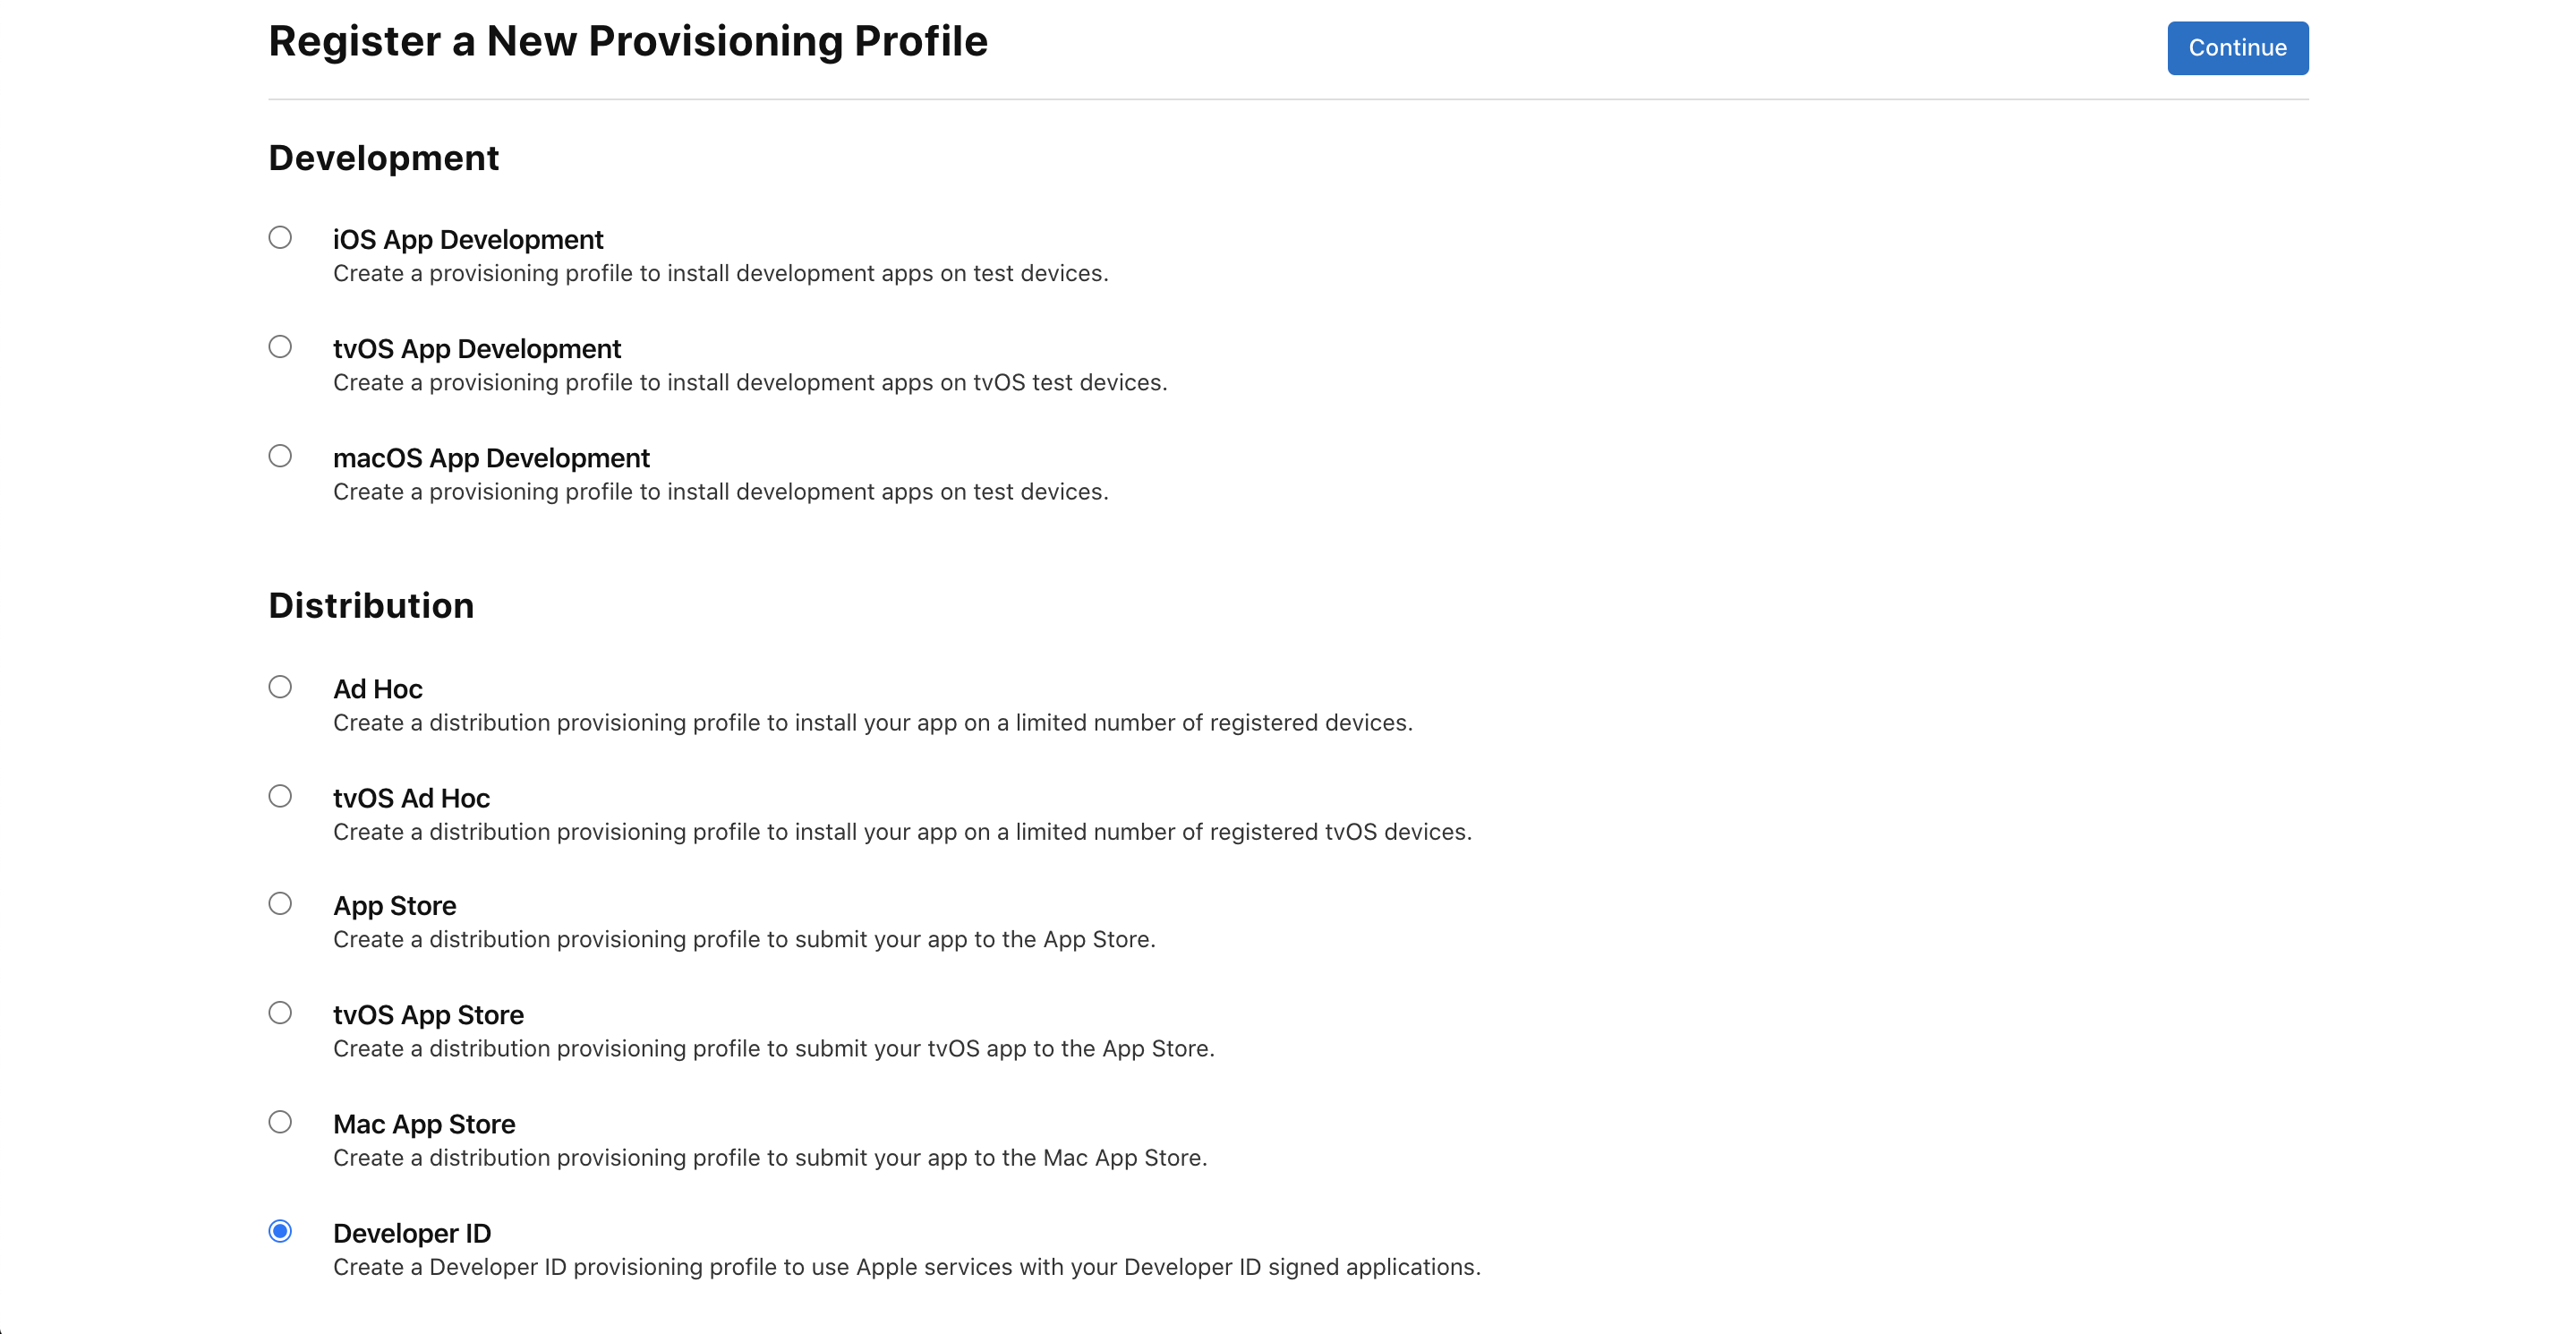 Register a New Provisioning Profile
Continue
Development
iOS App Development
Create a provisioning profile to install development apps on test devices.
tvOS App Development
Create a provisioning profile to install development apps on tvOS test devices.
macOS App Development
Create a provisioning profile to install development apps on test devices.
Distribution
Ad Hoc
Create a distribution provisioning profile to install your app on a limited number of registered devices.
tvOS Ad Hoc
Create a distribution provisioning profile to install your app on a limited number of registered tvOS devices.
App Store
Create a distribution provisioning profile to submit your app to the App Store.
tvOS App Store
Create a distribution provisioning profile to submit your tvOS app to the App Store.
Mac App Store
Create a distribution provisioning profile to submit your app to the Mac App Store.
Developer ID
Create a Developer ID provisioning profile to use Apple services with your Developer ID signed applications.